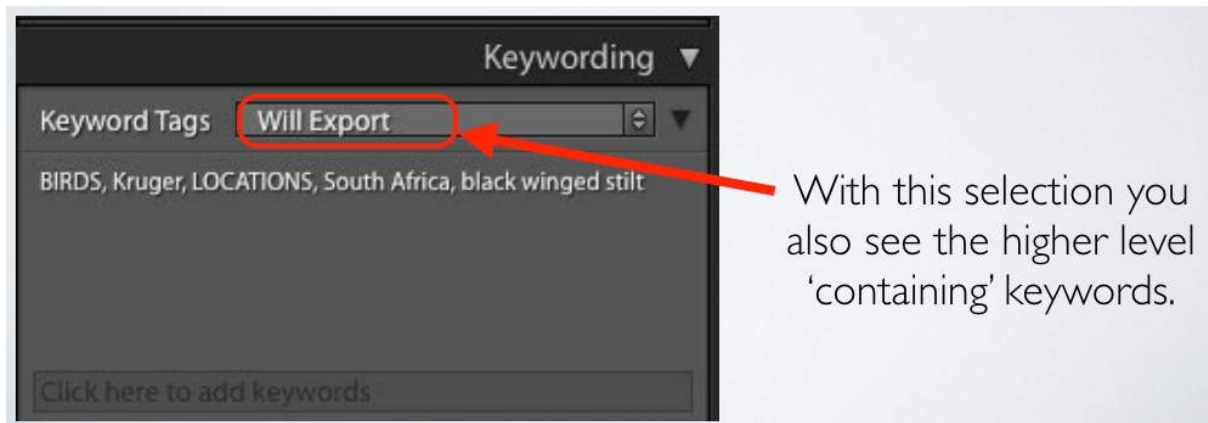 Keywording
Keyword Tags Will Export
BIRDS, Kruger, LOCATIONS, South Africa, black winged stilt
Click here to add keywords
With this selection you
also see the higher level
‘containing’ keywords.